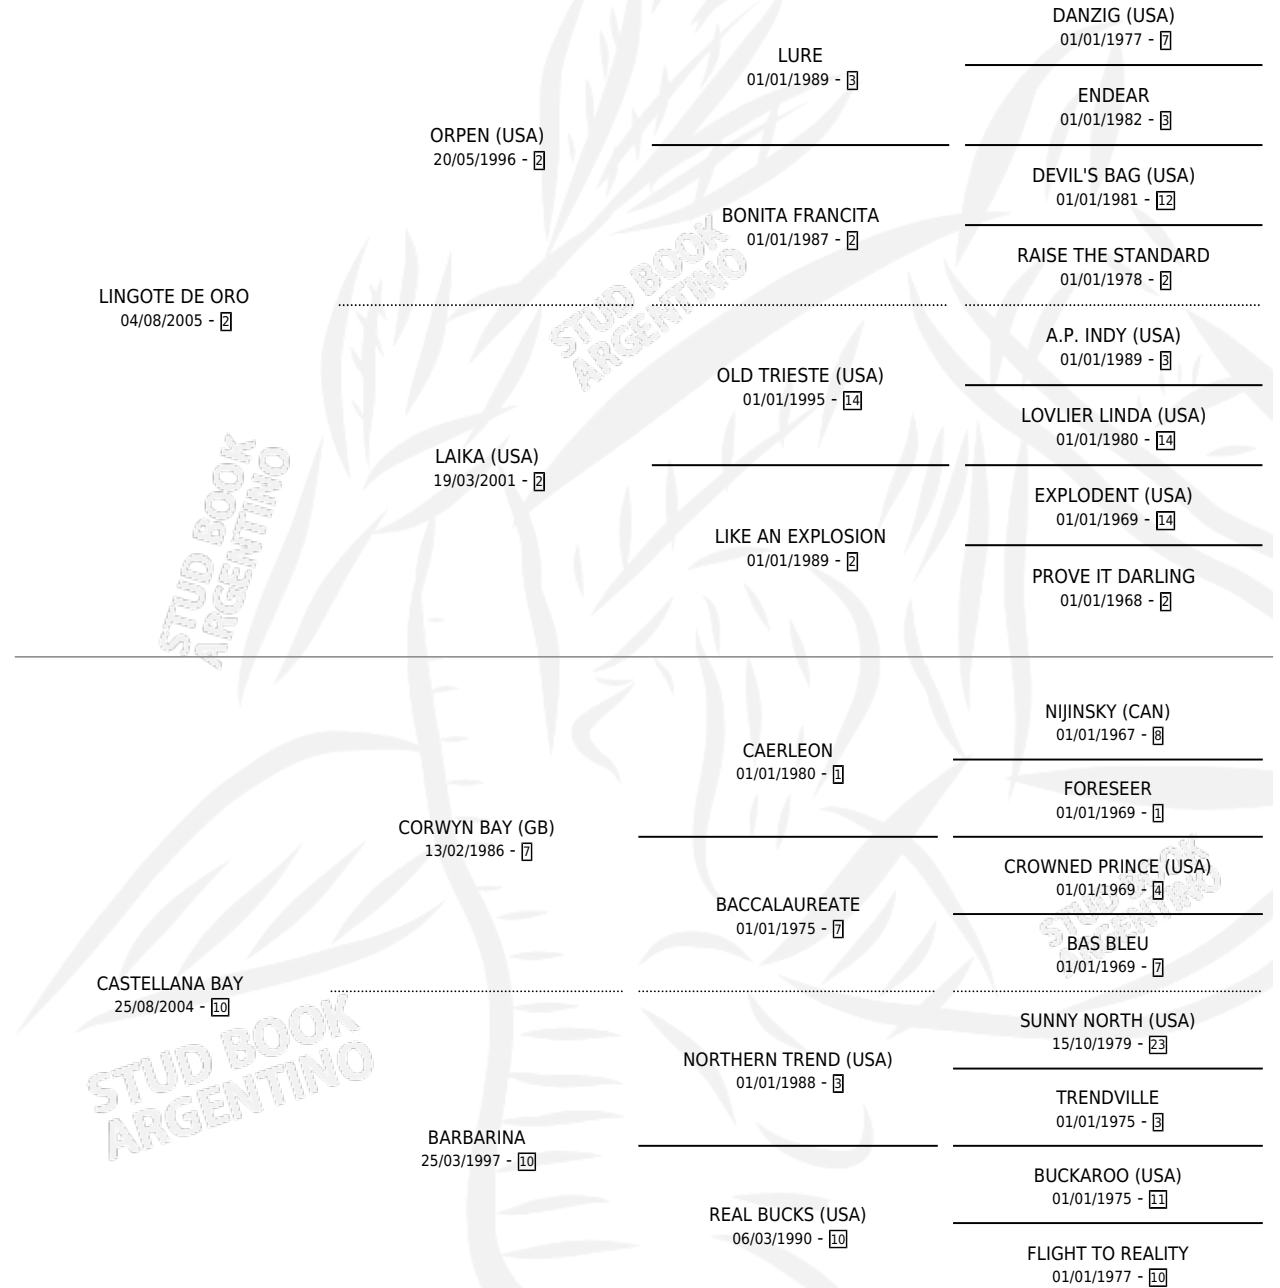 DANZIG (USA)
01/01/1977 - 7
LURE
01/01/1989 - 3
ENDEAR
01/01/1982 - 3
ORPEN (USA)
20/05/1996 - 2
DEVIL'S BAG (USA)
01/01/1981 - 12
BONITA FRANCITA
01/01/1987 - 2
RAISE THE STANDARD
01/01/1978 - 2
LINGOTE DE ORO
04/08/2005 - 2
A.P. INDY (USA)
01/01/1989 - 3
OLD TRIESTE (USA)
01/01/1995 - 14
LOVLIER LINDA (USA)
01/01/1980 - 14
LAIKA (USA)
19/03/2001 - 2
EXPLODENT (USA)
01/01/1969 - 14
LIKE AN EXPLOSION
01/01/1989 - 2
PROVE IT DARLING
01/01/1968 - 2
NIJINSKY (CAN)
01/01/1967 - 8
CAERLEON
01/01/1980 - 1
FORESEER
01/01/1969 - 1
CORWYN BAY (GB)
13/02/1986 - 7
CROWNED PRINCE (USA)
01/01/1969 - 4
BACCALAUREATE
01/01/1975 - 7
BAS BLEU
01/01/1969 - 7
CASTELLANA BAY
25/08/2004 - 10
SUNNY NORTH (USA)
15/10/1979 - 23
NORTHERN TREND (USA)
01/01/1988 - 3
TRENDVILLE
01/01/1975 - 3
BARBARINA
25/03/1997 - 10
BUCKAROO (USA)
01/01/1975 - 11
REAL BUCKS (USA)
06/03/1990 - 10
FLIGHT TO REALITY
01/01/1977 - 10
STUD BOOK
ARGENTINO
STUD BOOK
ARGENTINO
STUD BOOK
ARGENTINO
STUD BOOK
ARGENTINO